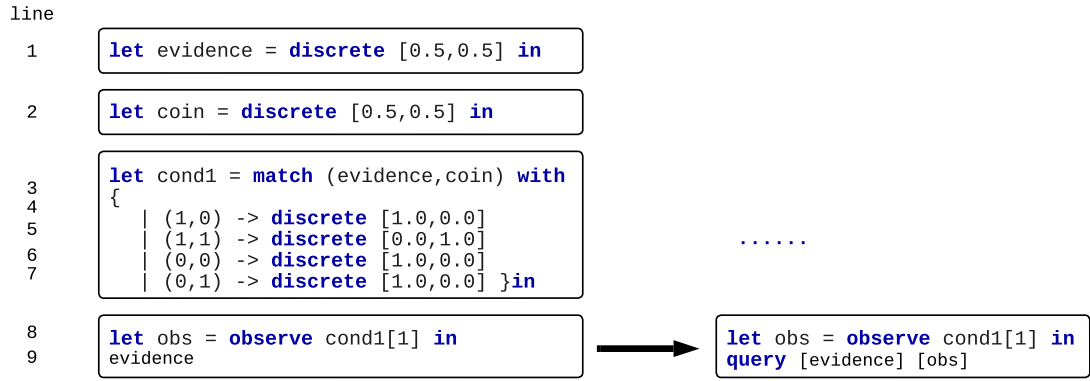 line
1 let evidence = discrete [0.5,0.5] in
2 let coin = discrete [0.5,0.5] in
3 let cond1 = match (evidence,coin) with
4 {
5 | (1,0) -> discrete [1.0,0.0]
| (1,1) -> discrete [0.0,1.0]
6 | (0,0) -> discrete [1.0,0.0]
7 | (0,1) -> discrete [1.0,0.0] }in
......
8 let obs = observe cond1[1] in
9 evidence
let obs = observe cond1[1] in
query [evidence] [obs]